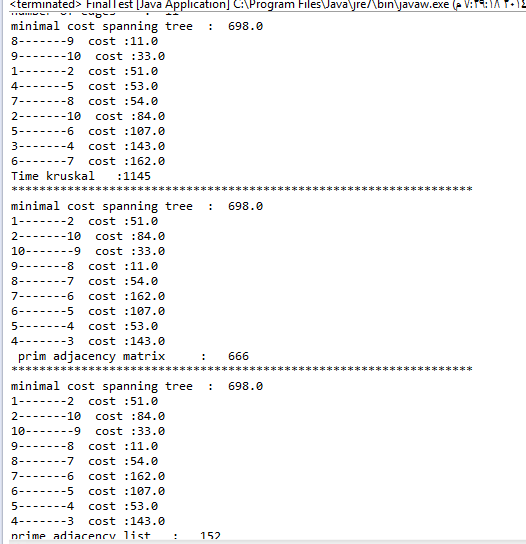 <terminated> FinalTest [Java Application] C:\Program Files\Java\jre7\bin\javaw.exe
number of edges : 11
minimal cost spanning tree : 698.0
8-------9 cost :11.0
9-------10 cost :33.0
1-------2 cost :51.0
4-------5 cost :53.0
7-------8 cost :54.0
2-------10 cost :84.0
5-------6 cost :107.0
3-------4 cost :143.0
6-------7 cost :162.0
Time kruskal :1145
******************************************************************
minimal cost spanning tree : 698.0
1-------2 cost :51.0
2-------10 cost :84.0
10-------9 cost :33.0
9-------8 cost :11.0
8-------7 cost :54.0
7-------6 cost :162.0
6-------5 cost :107.0
5-------4 cost :53.0
4-------3 cost :143.0
prim adjacency matrix : 666
******************************************************************
minimal cost spanning tree : 698.0
1-------2 cost :51.0
2-------10 cost :84.0
10-------9 cost :33.0
9-------8 cost :11.0
8-------7 cost :54.0
7-------6 cost :162.0
6-------5 cost :107.0
5-------4 cost :53.0
4-------3 cost :143.0
prime adjacency list : 152